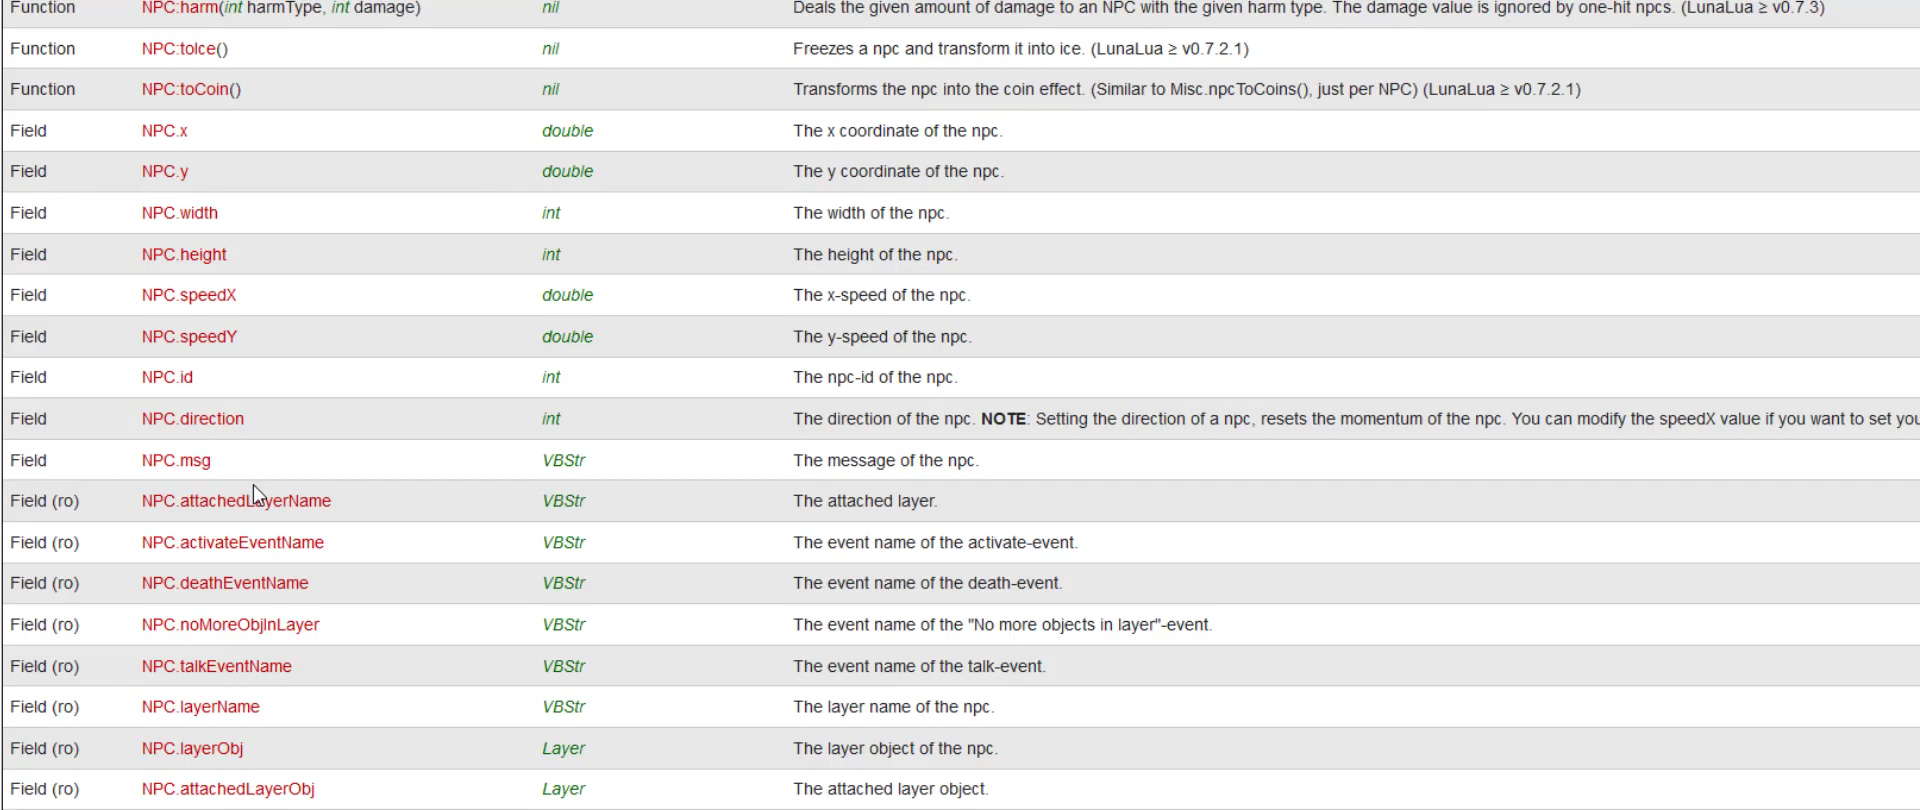 Function NPC:harm(int harmType, int damage) nil Deals the given amount of damage to an NPC with the given harm type. The damage value is ignored by one-hit npcs. (LunaLua ≥ v0.7.3)
Function NPC:toIce() nil Freezes a npc and transform it into ice. (LunaLua ≥ v0.7.2.1)
Function NPC:toCoin() nil Transforms the npc into the coin effect. (Similar to Misc.npcToCoins(), just per NPC) (LunaLua ≥ v0.7.2.1)
Field NPC.x double The x coordinate of the npc.
Field NPC.y double The y coordinate of the npc.
Field NPC.width int The width of the npc.
Field NPC.height int The height of the npc.
Field NPC.speedX double The x-speed of the npc.
Field NPC.speedY double The y-speed of the npc.
Field NPC.id int The npc-id of the npc.
Field NPC.direction int The direction of the npc. NOTE: Setting the direction of a npc, resets the momentum of the npc. You can modify the speedX value if you want to set
Field NPC.msg VBStr The message of the npc.
Field (ro) NPC.attachedLayerName VBStr The attached layer.
Field (ro) NPC.activateEventName VBStr The event name of the activate-event.
Field (ro) NPC.deathEventName VBStr The event name of the death-event.
Field (ro) NPC.noMoreObjInLayer VBStr The event name of the "No more objects in layer"-event.
Field (ro) NPC.talkEventName VBStr The event name of the talk-event.
Field (ro) NPC.layerName VBStr The layer name of the npc.
Field (ro) NPC.layerObj Layer The layer object of the npc.
Field (ro) NPC.attachedLayerObj Layer The attached layer object.